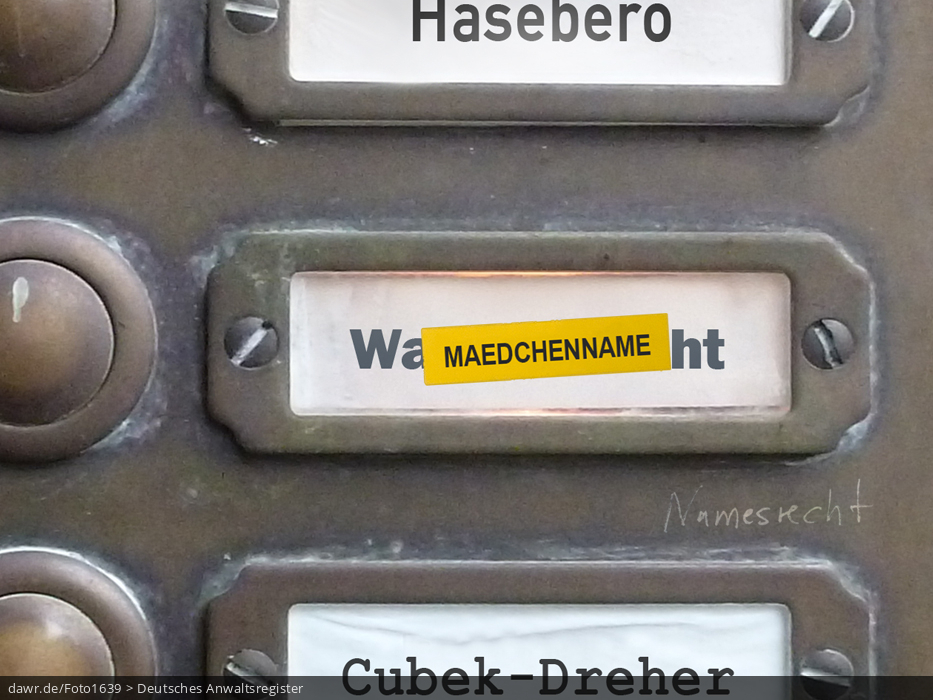 Hasebero
Wa MAEDCHENNAME ht
Namesrecht
Cubek-Dreher
dawr.de/Foto1639 > Deutsches Anwaltsregister